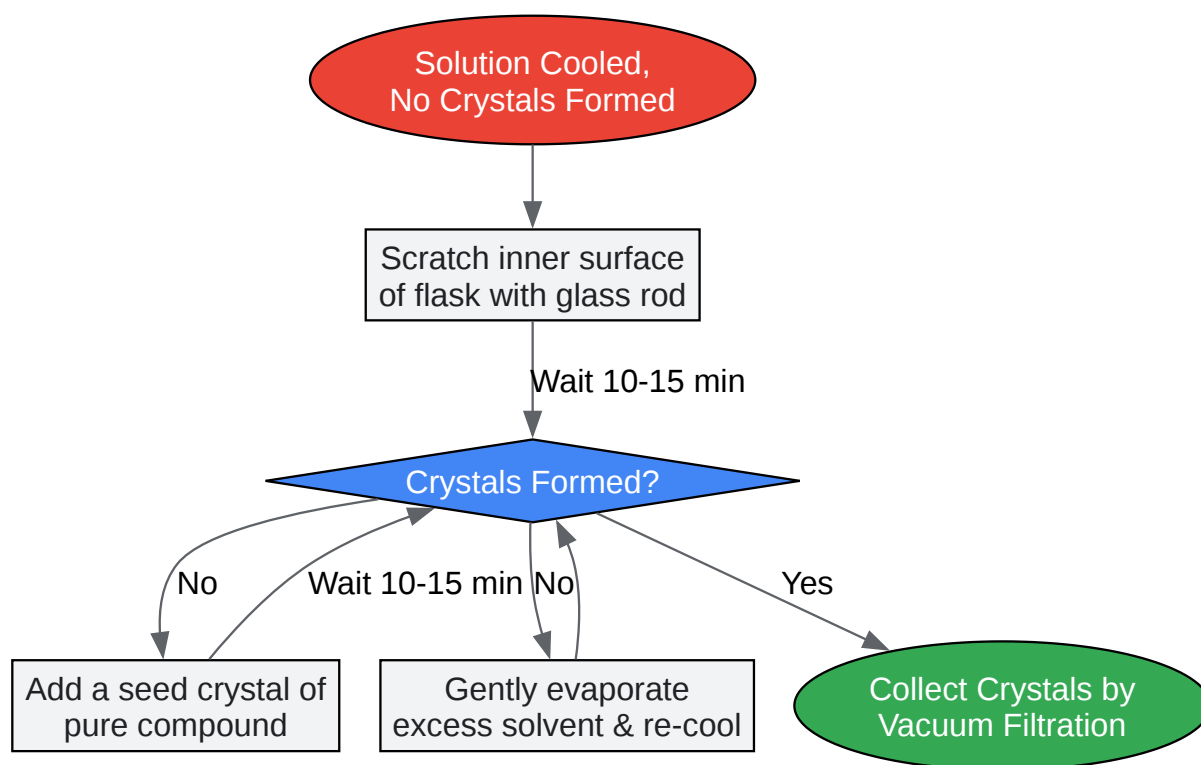 Solution Cooled,
No Crystals Formed
Scratch inner surface
of flask with glass rod
Wait 10-15 min
Crystals Formed?
No
Wait 10-15 min
No
Yes
Add a seed crystal of
pure compound
Gently evaporate
excess solvent & re-cool
Collect Crystals by
Vacuum Filtration